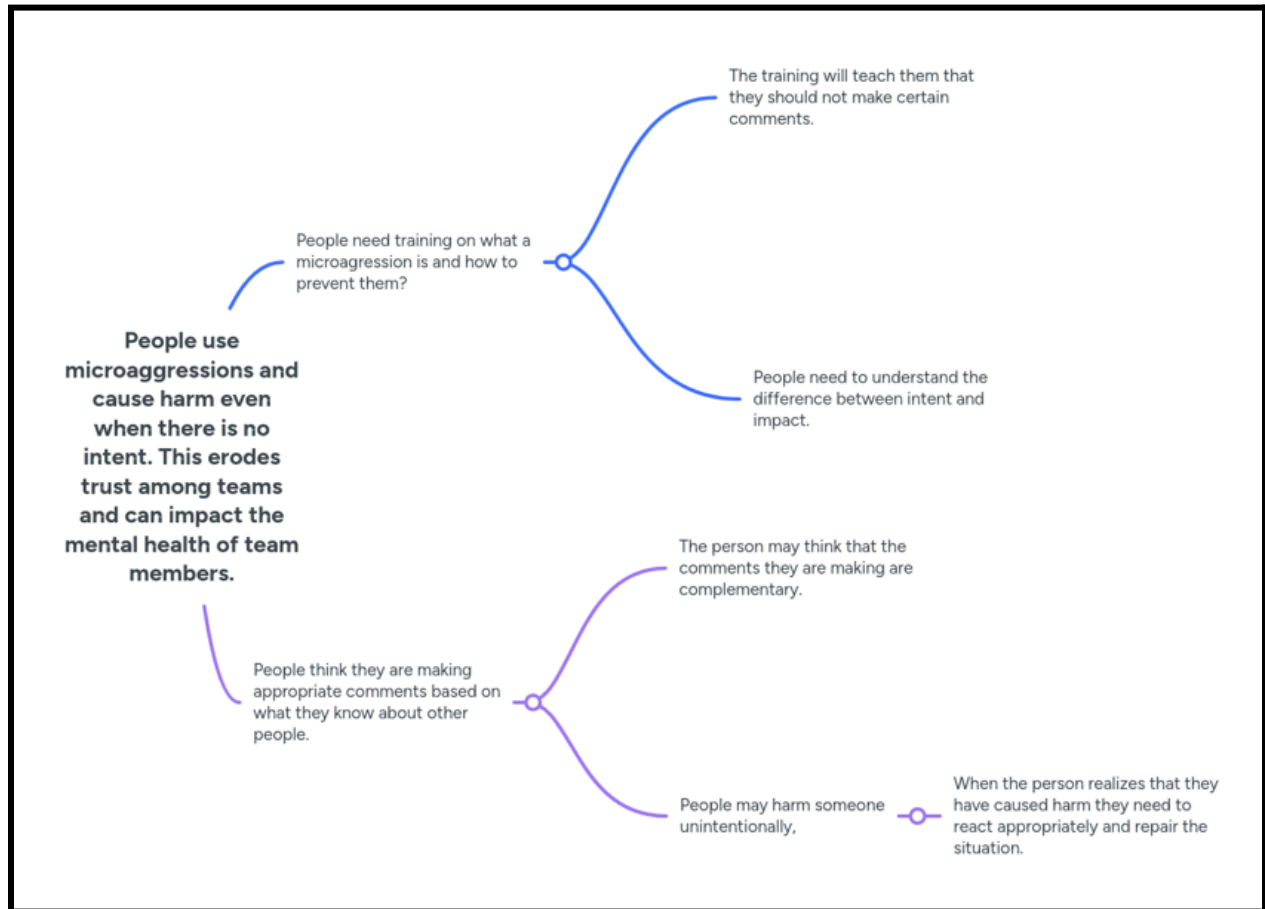 The training will teach them that
they should not make certain
comments.
People need training on what a
microagression is and how to
prevent them?
People use
microaggressions and
cause harm even
when there is no
intent. This erodes
trust among teams
and can impact the
mental health of team
members.
People need to understand the
difference between intent and
impact.
The person may think that the
comments they are making are
complementary.
People think they are making
appropriate comments based on
what they know about other
people.
People may harm someone
unintentionally,
When the person realizes that they
have caused harm they need to
react appropriately and repair the
situation.